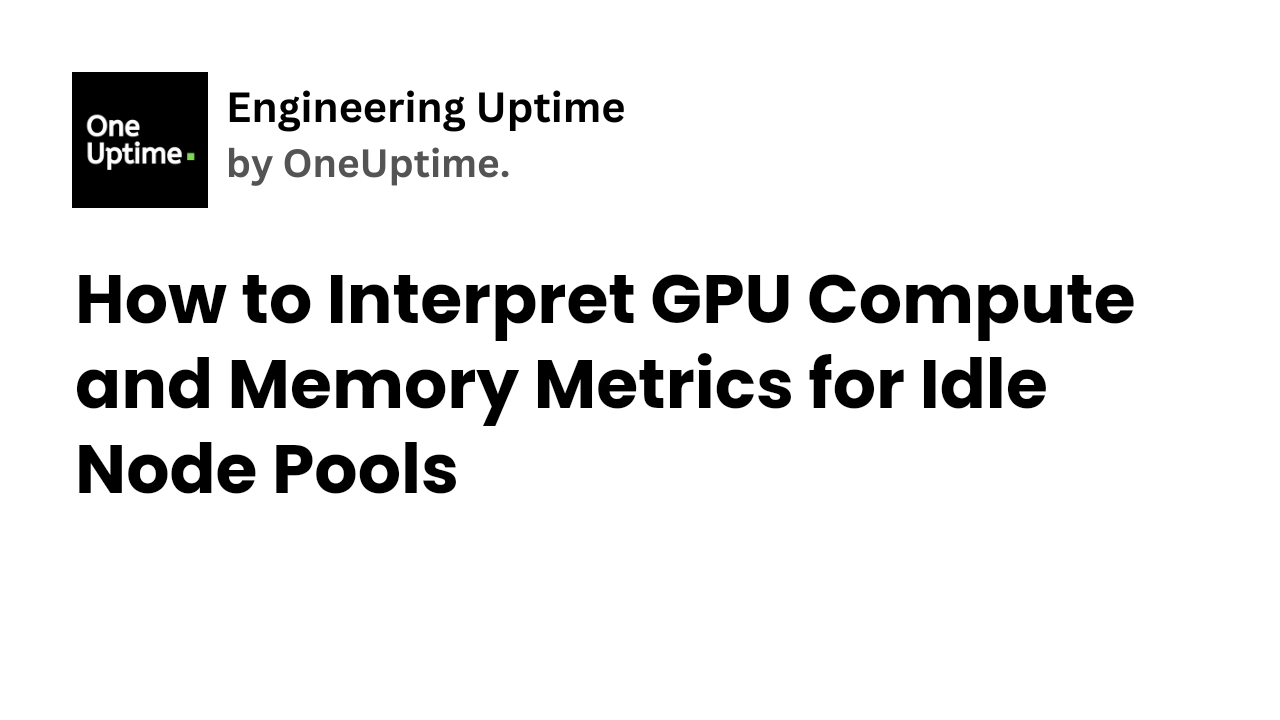 One
Uptime
Engineering Uptime
by OneUptime.
How to Interpret GPU Compute
and Memory Metrics for Idle
Node Pools